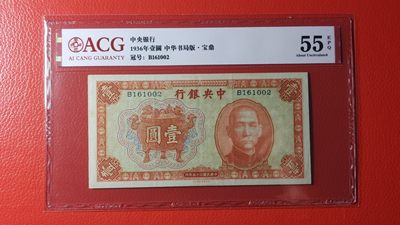 ACG
AI CANG GUARANTY
中央银行
1936年壹圆 中华书局版·宝鼎
冠号: B161002
55 EPQ
About Uncirculated
行銀央中
B161002 B161002
圓壹